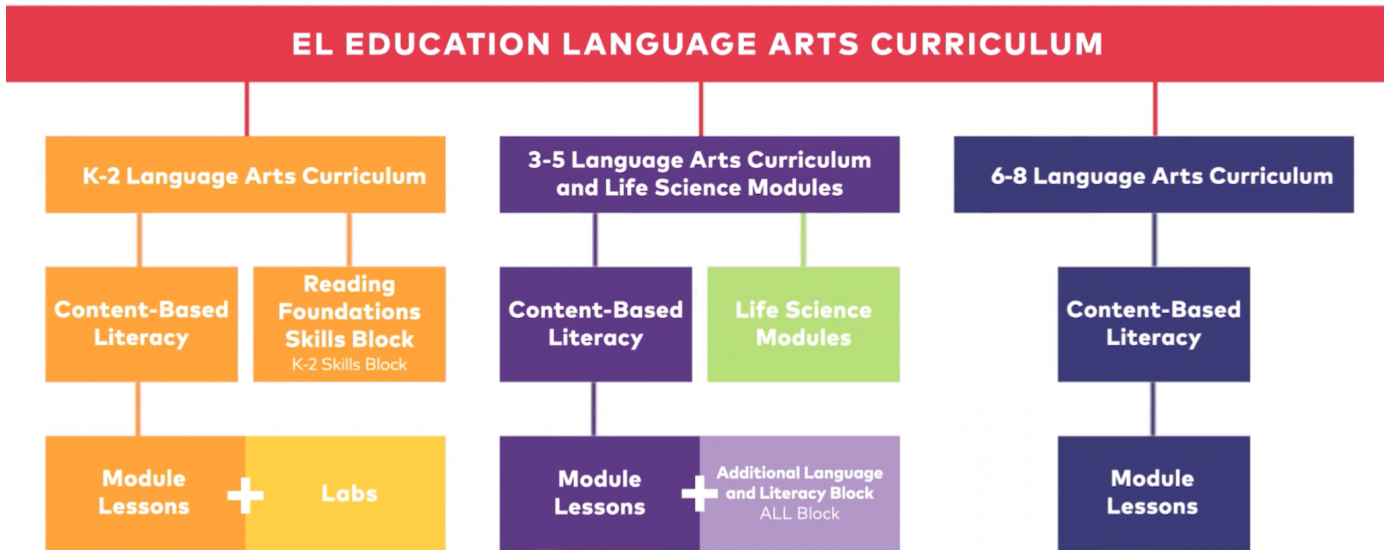 EL EDUCATION LANGUAGE ARTS CURRICULUM
K-2 Language Arts Curriculum
3-5 Language Arts Curriculum
and Life Science Modules
6-8 Language Arts Curriculum
Content-Based
Literacy
Reading
Foundations
Skills Block
K-2 Skills Block
Content-Based
Literacy
Life Science
Modules
Content-Based
Literacy
Module
Lessons
+
Labs
Module
Lessons
+
Additional Language
and Literacy Block
ALL Block
Module
Lessons